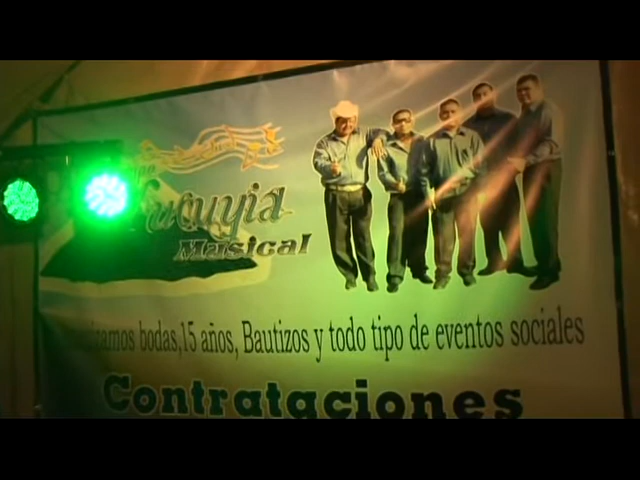 Musical
bodas,15 años, Bautizos y todo tipo de eventos sociales
Contrataciones